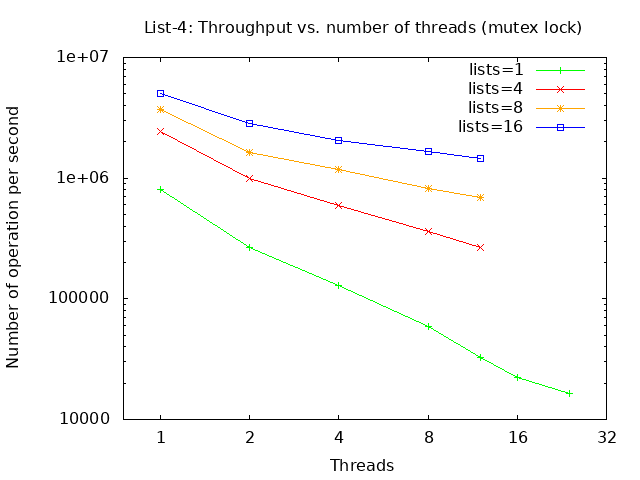 List-4: Throughput vs. number of threads (mutex lock)
1e+07
1e+06
100000
10000
Number of operation per second
lists=1
lists=4
lists=8
lists=16
1 2 4 8 16 32
Threads